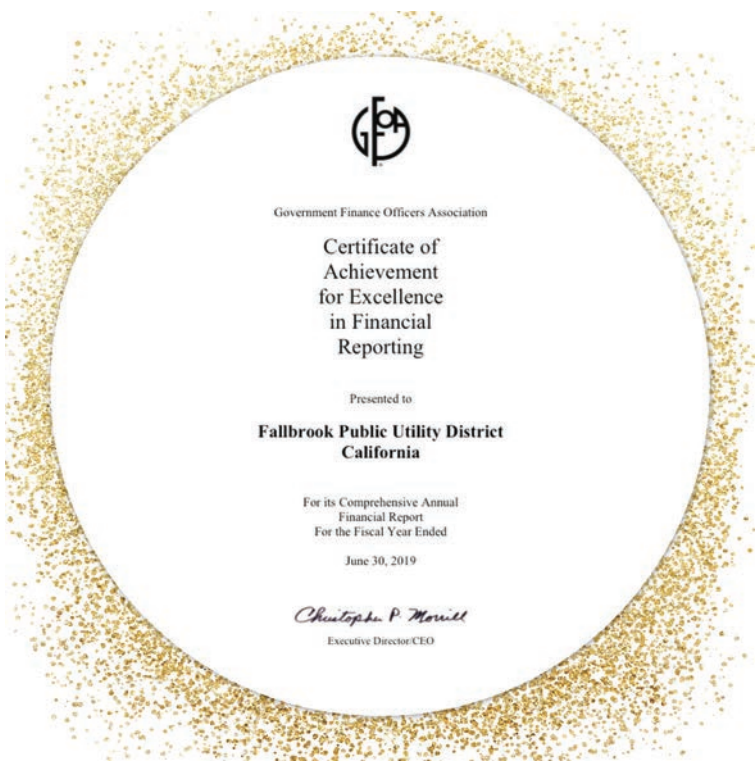 GFOA
Government Finance Officers Association
Certificate of
Achievement
for Excellence
in Financial
Reporting
Presented to
Fallbrook Public Utility District
California
For its Comprehensive Annual
Financial Report
For the Fiscal Year Ended
June 30, 2019
Christopher P. Morrill
Executive Director/CEO